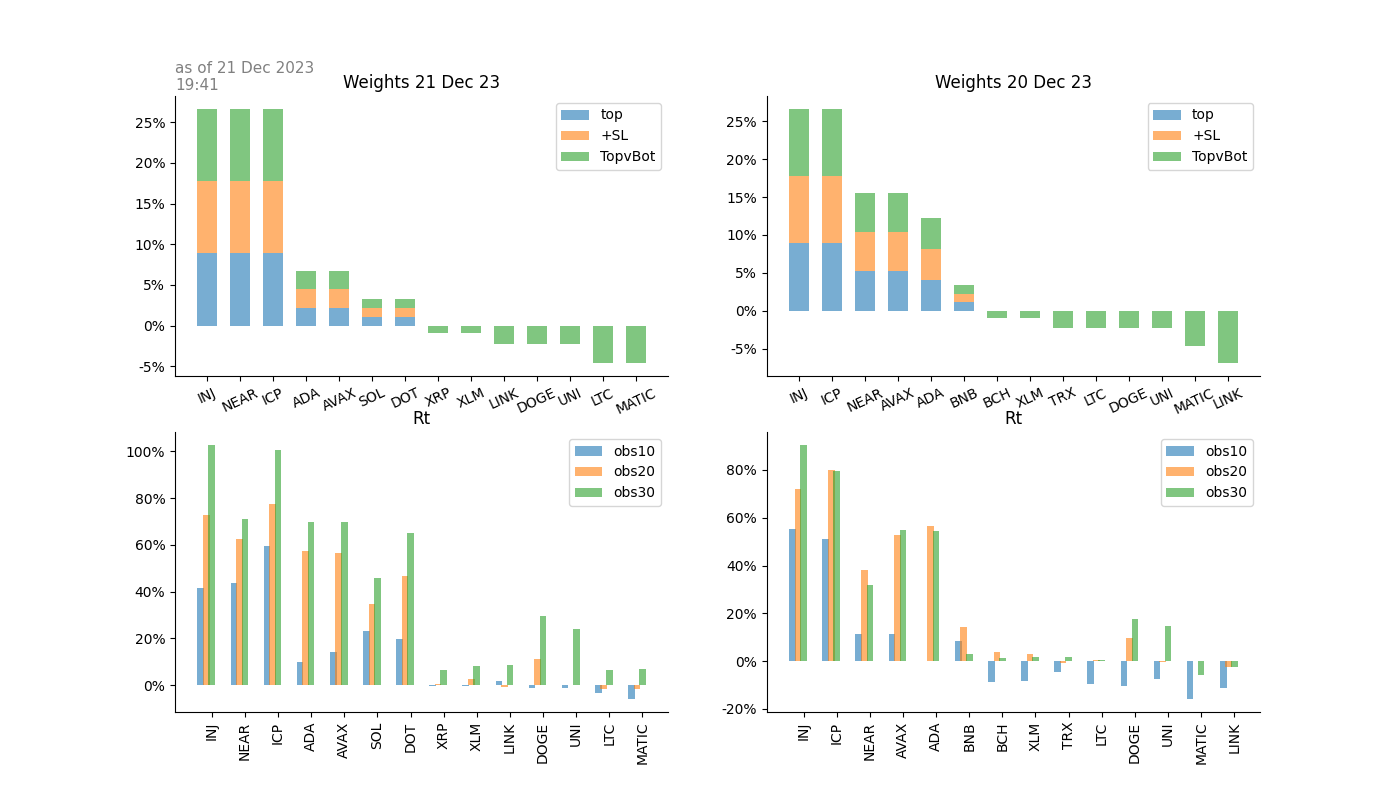 as of 21 Dec 2023
19:41
Weights 21 Dec 23
25%
20%
15%
10%
5%
0%
-5%
top
+SL
TopvBot
INJ NEAR ICP ADA AVAX SOL DOT XRP XLM LINK DOGE UNI LTC MATIC
Weights 20 Dec 23
25%
20%
15%
10%
5%
0%
-5%
top
+SL
TopvBot
INJ ICP NEAR AVAX ADA BNB BCH XLM TRX LTC DOGE UNI MATIC LINK
Rt
100%
80%
60%
40%
20%
0%
obs10
obs20
obs30
INJ NEAR ICP ADA AVAX SOL DOT XRP XLM LINK DOGE UNI LTC MATIC
Rt
80%
60%
40%
20%
0%
-20%
obs10
obs20
obs30
INJ ICP NEAR AVAX ADA BNB BCH XLM TRX LTC DOGE UNI MATIC LINK